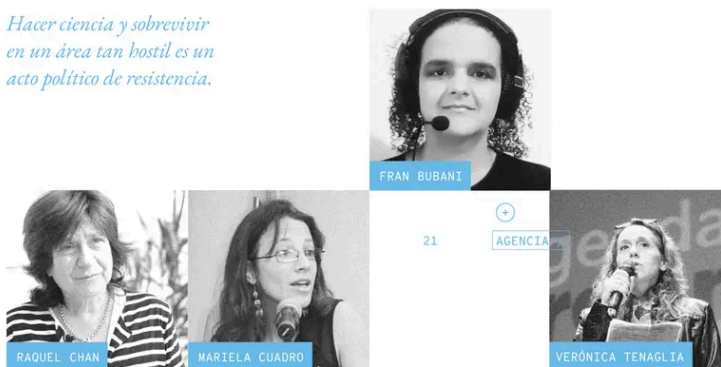 Hacer ciencia y sobrevivir
en un área tan hostil es un
acto político de resistencia.
FRAN BUBANI
21
AGENCIA
RAQUEL CHAN
MARIELA CUADRO
VERÓNICA TENAGLIA